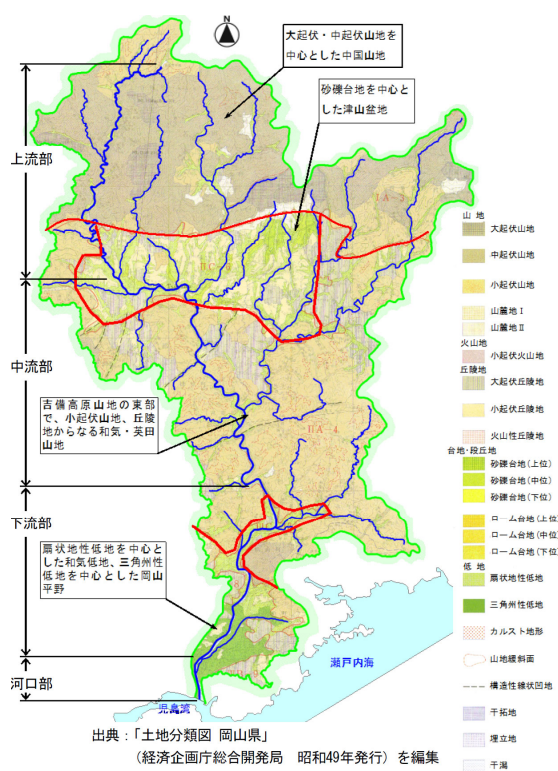 N
大起伏・中起伏山地を
中心とした中国山地
砂礫台地を中心と
した津山盆地
上流部
中流部
下流部
河口部
ⅠA-3
ⅡA-4
吉備高原山地の東部
で、小起伏山地、丘陵
地からなる和気・英田
山地
扇状地性低地を中心と
した和気低地、三角州性
低地を中心とした岡山
平野
児島湾
瀬戸内海
山 地
大起伏山地
中起伏山地
小起伏山地
山麓地Ⅰ
山麓地Ⅱ
火山地
小起伏火山地
丘陵地
大起伏丘陵地
小起伏丘陵地
火山性丘陵地
台地・段丘地
砂礫台地(上位)
砂礫台地(中位)
砂礫台地(下位)
ローム台地(上位)
ローム台地(中位)
ローム台地(下位)
低 地
扇状地性低地
三角州性低地
カルスト地形
山地緩斜面
構造性線状凹地
干拓地
埋立地
干潟
出典:「土地分類図 岡山県」
(経済企画庁総合開発局 昭和49年発行)を編集